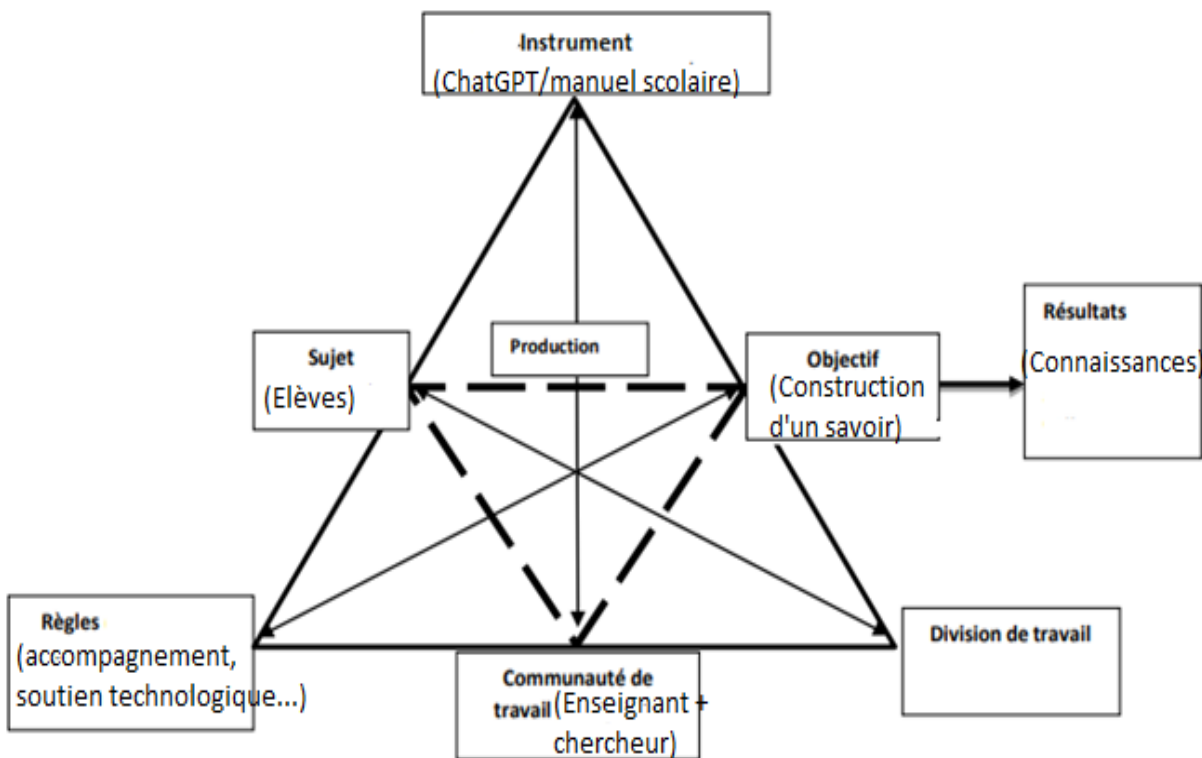 Instrument
(ChatGPT/manuel scolaire)
Production
Sujet
(Elèves)
Objectif
(Construction
d'un savoir)
Résultats
(Connaissances)
Règles
(accompagnement,
soutien technologique...)
Communauté de
travail(Enseignant +
chercheur)
Division de travail